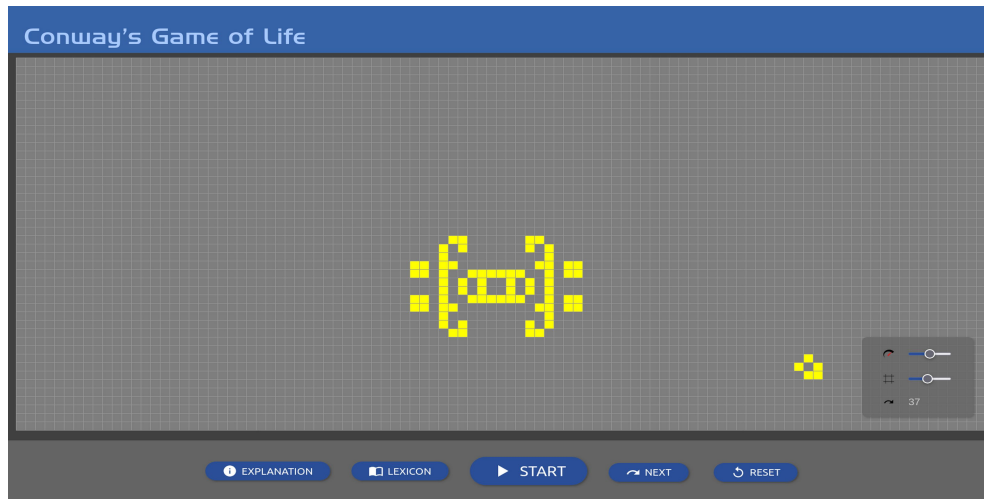 Conway's Game of Life
37
EXPLANATION
LEXICON
START
NEXT
RESET